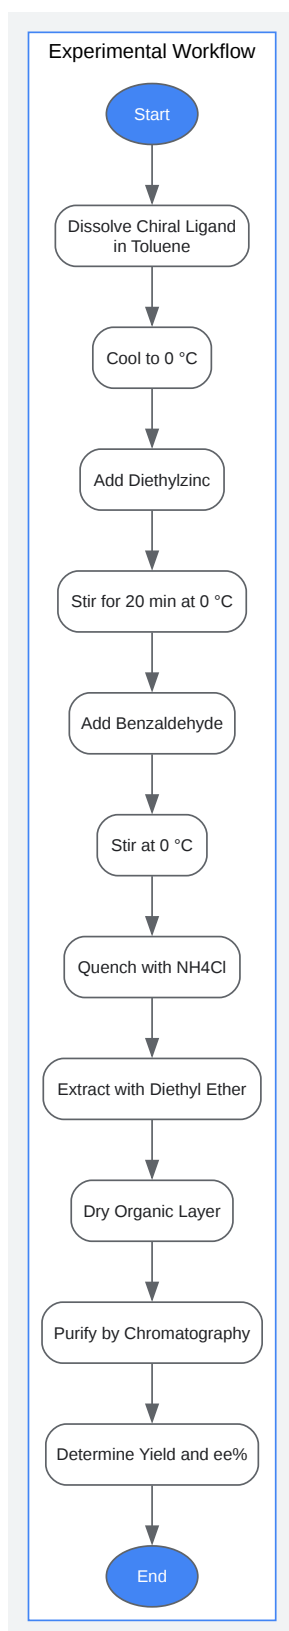 Experimental Workflow
Start
Dissolve Chiral Ligand
in Toluene
Cool to 0 °C
Add Diethylzinc
Stir for 20 min at 0 °C
Add Benzaldehyde
Stir at 0 °C
Quench with NH4Cl
Extract with Diethyl Ether
Dry Organic Layer
Purify by Chromatography
Determine Yield and ee%
End